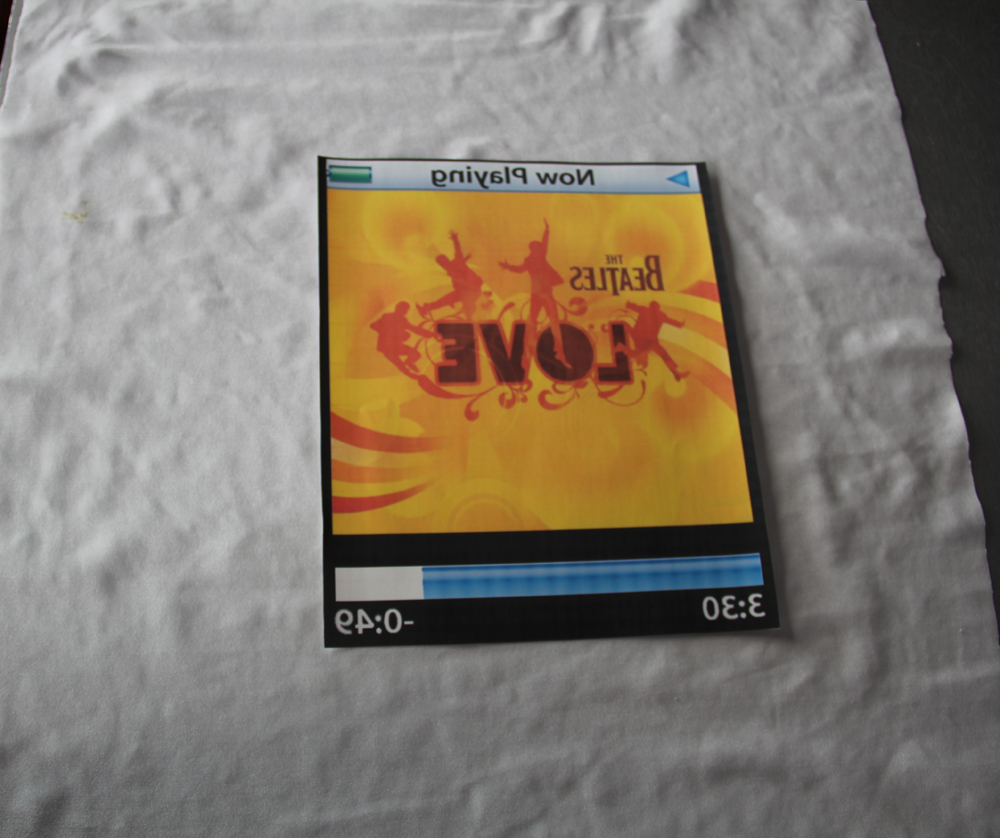 Now Playing
THE
BEATLES
LOVE
3:30
-0:49